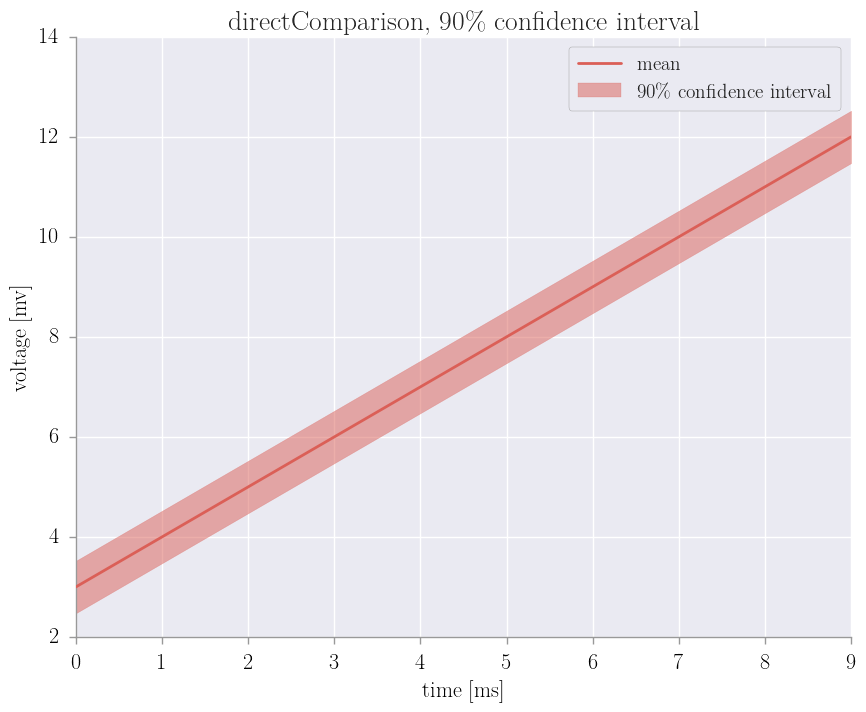 directComparison, 90% confidence interval
mean
90% confidence interval
voltage [mv]
14
12
10
8
6
4
2
0 1 2 3 4 5 6 7 8 9
time [ms]